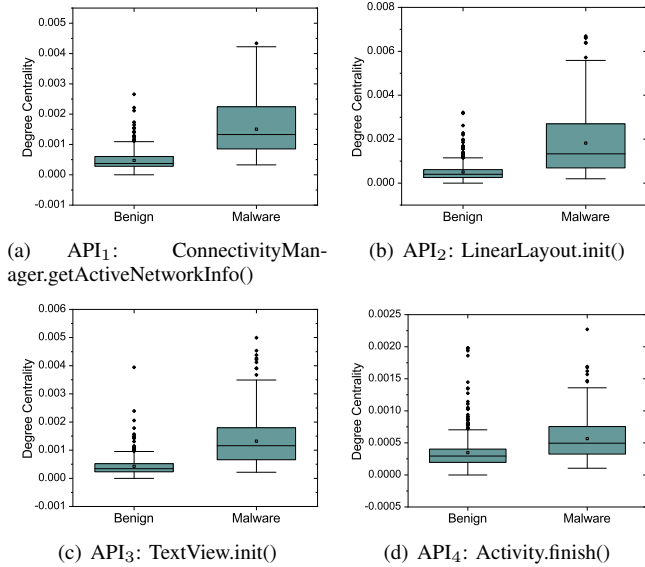 0.005
0.004
0.003
0.002
0.001
0.000
-0.001
Degree Centrality
Benign
Malware
(a) API1: ConnectivityMan-
ager.getActiveNetworkInfo()
0.008
0.006
0.004
0.002
0.000
Degree Centrality
Benign
Malware
(b) API2: LinearLayout.init()
0.006
0.005
0.004
0.003
0.002
0.001
0.000
-0.001
Degree Centrality
Benign
Malware
(c) API3: TextView.init()
0.0025
0.0020
0.0015
0.0010
0.0005
0.0000
-0.0005
Degree Centrality
Benign
Malware
(d) API4: Activity.finish()